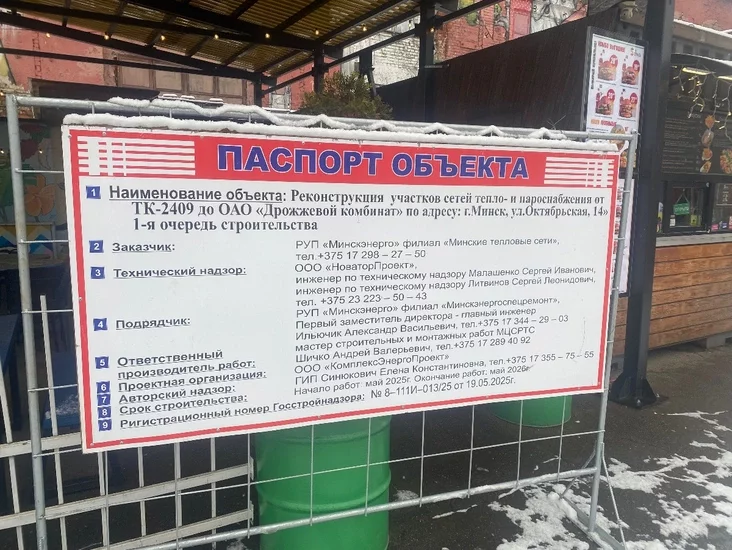 ПАСПОРТ ОБЪЕКТА
1 Наименование объекта: Реконструкция участков сетей тепло- и пароснабжения от
ТК-2409 до ОАО «Дрожжевой комбинат» по адресу: г.Минск, ул.Октябрьская, 14»
1-я очередь строительства
2 Заказчик: РУП «Минскэнерго» филиал «Минские тепловые сети»,
тел.+375 17 298 – 27 – 50
3 Технический надзор: ООО «НоваторПроект»,
инженер по техническому надзору Малашенко Сергей Иванович,
инженер по техническому надзору Литвинов Сергей Леонидович,
тел. +375 23 223 – 50 – 43
4 Подрядчик: РУП «Минскэнерго» филиал «Минскэнергоспецремонт»,
Первый заместитель директора - главный инженер
Ильючик Александр Васильевич, тел.+375 17 344 – 29 – 03
5 Ответственный
производитель работ: мастер строительных и монтажных работ МЦСРТС
Шичко Андрей Валерьевич, тел.+375 17 289 40 92
6 Проектная организация: ООО «КомплексЭнергоПроект»
7 Авторский надзор: ГИП Синюкович Елена Константиновна, тел.+375 17 355 – 75 – 55
8 Срок строительства: Начало работ май 2025г. Окончание работ. май 2026г.
9 Ригистрационный номер Госстройнадзора: № 8–111И–013/25 от 19.05.2025г.